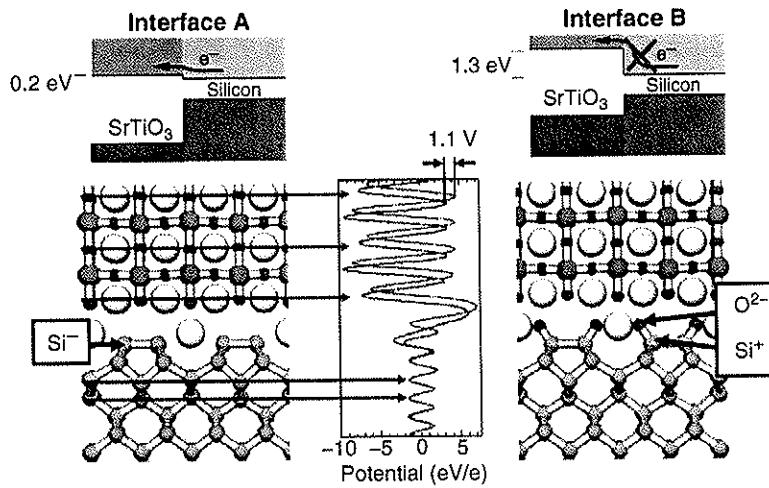 Interface A
Interface B
e⁻
e⁻
0.2 eV⁻
1.3 eV
Silicon
Silicon
SrTiO₃
SrTiO₃
1.1 V
Si⁻
O²⁻
Si⁺
−10 −5 0 5
Potential (eV/e)